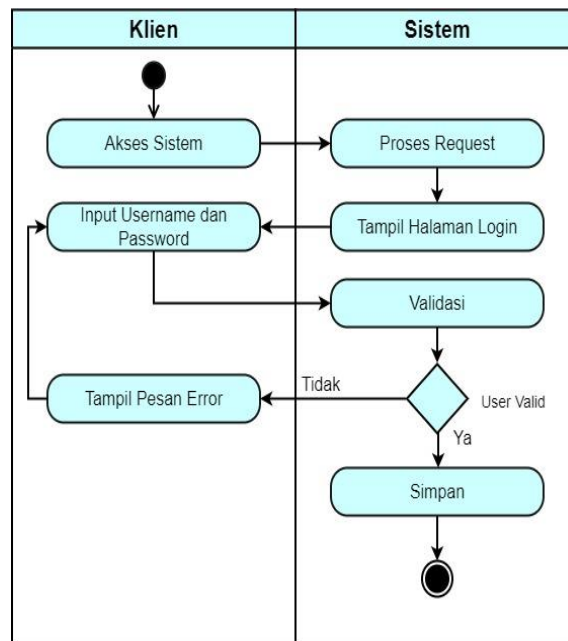 Klien
Sistem
Akses Sistem
Proses Request
Input Username dan
Password
Tampil Halaman Login
Validasi
Tampil Pesan Error
Tidak
User Valid
Ya
Simpan